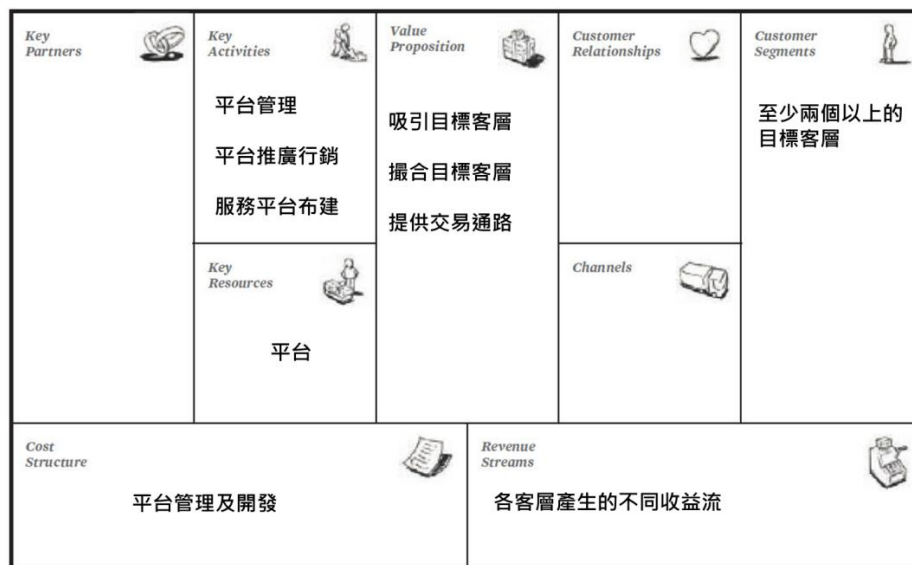 Key
Partners
Key
Activities
平台管理
平台推廣行銷
服務平台布建
Key
Resources
平台
Value
Proposition
吸引目標客層
撮合目標客層
提供交易通路
Customer
Relationships
Channels
Customer
Segments
至少兩個以上的
目標客層
Cost
Structure
平台管理及開發
Revenue
Streams
各客層產生的不同收益流